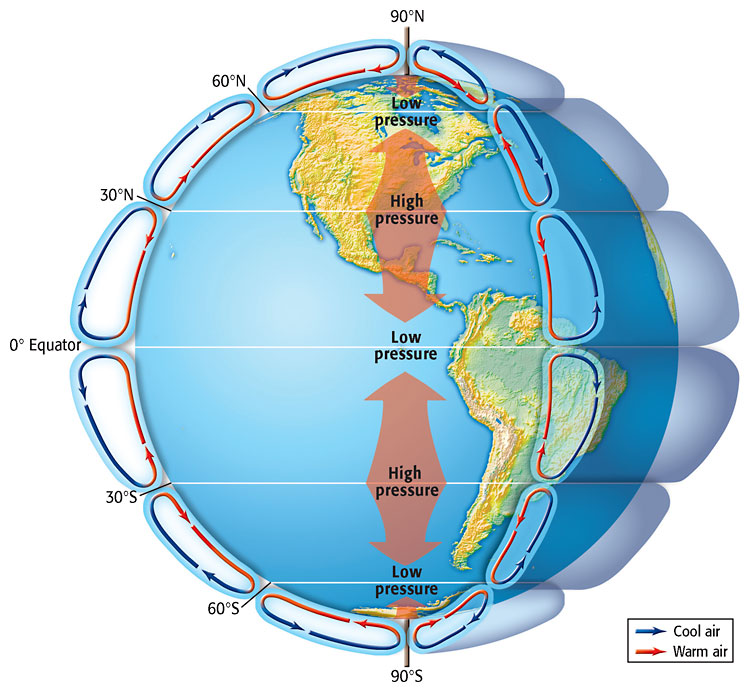 90°N
60°N
Low
pressure
30°N
High
pressure
0° Equator
Low
pressure
High
pressure
30°S
Low
pressure
60°S
Cool air
Warm air
90°S